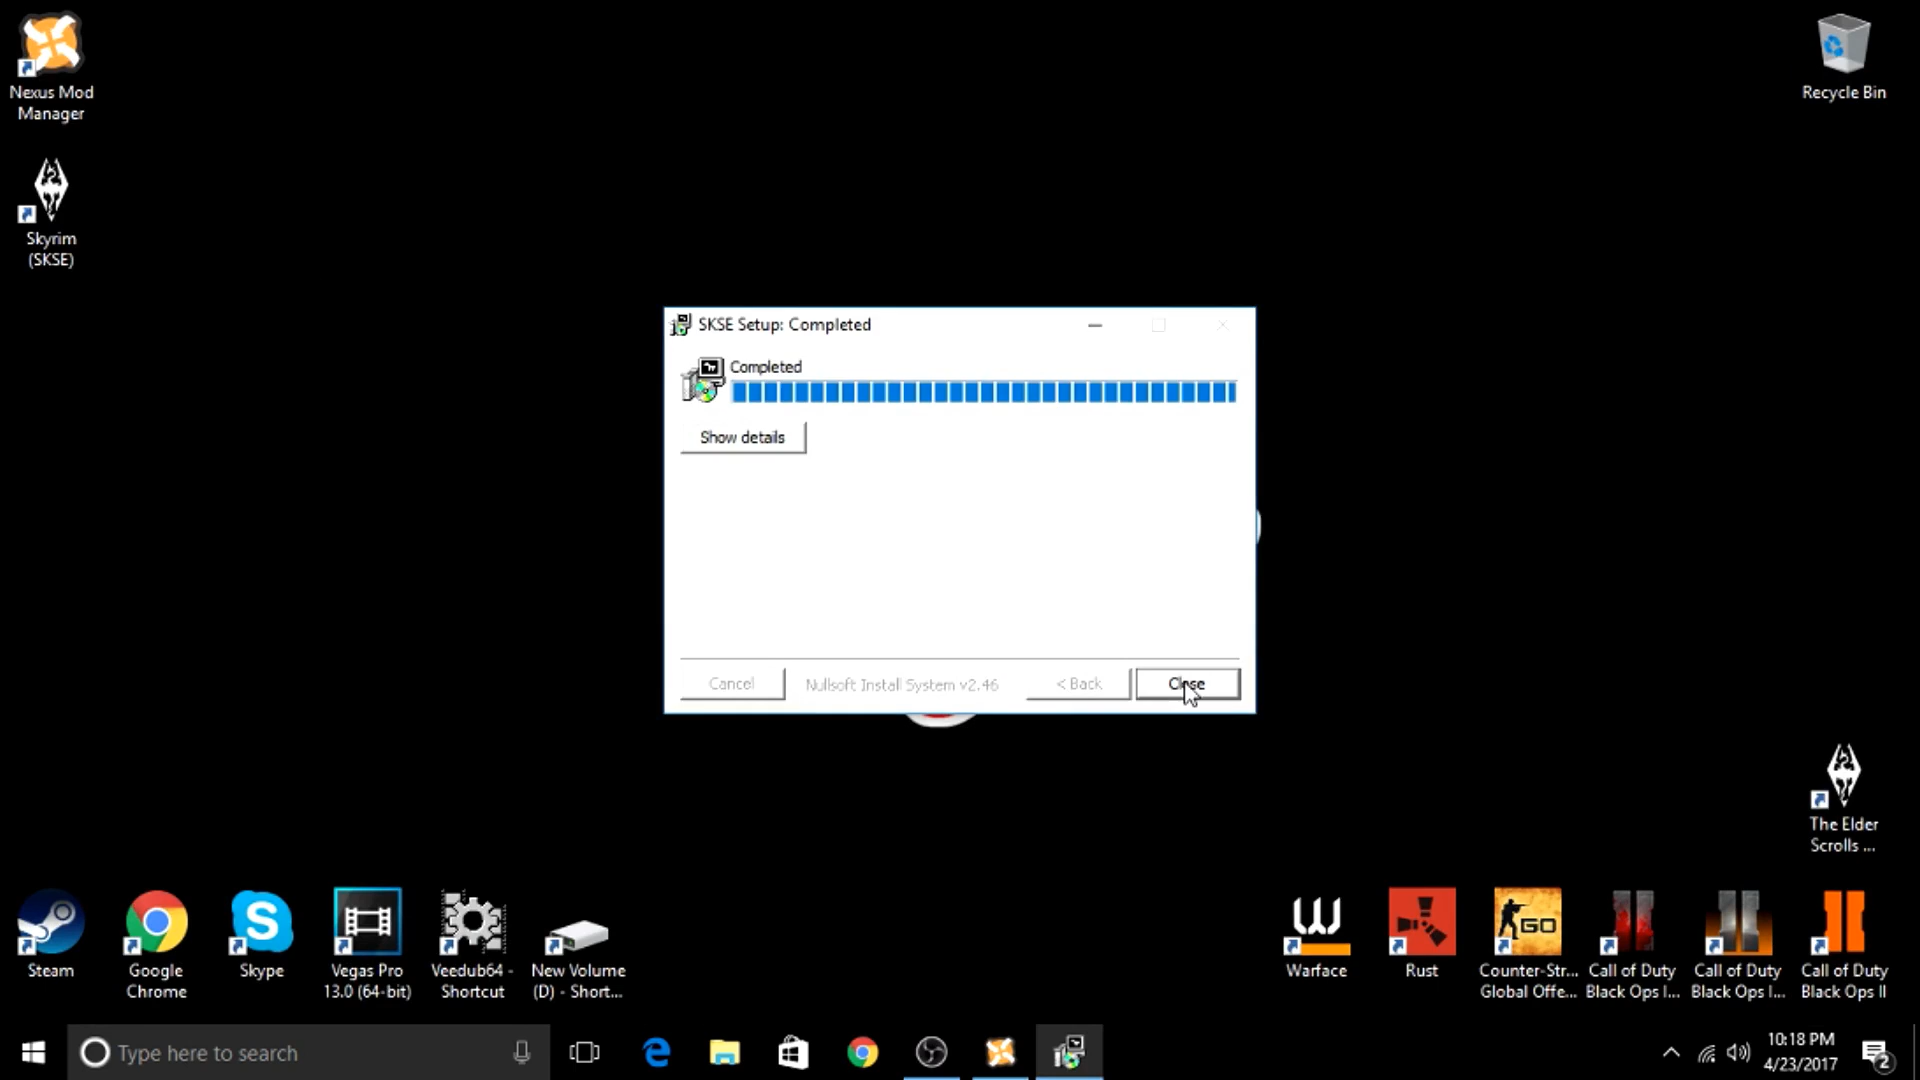 Nexus Mod
Manager
Recycle Bin
Skyrim
(SKSE)
SKSE Setup: Completed
Completed
Show details
Cancel
Nullsoft Install System v2.46
< Back
Close
The Elder
Scrolls ...
Steam
Google
Chrome
Skype
Vegas Pro
13.0 (64-bit)
Veedub64 -
Shortcut
New Volume
(D) - Short...
Warface
Rust
GO
Counter-Str...
Global Offe...
Call of Duty
Black Ops I...
Call of Duty
Black Ops I...
Call of Duty
Black Ops II
Type here to search
10:18 PM
4/23/2017
2